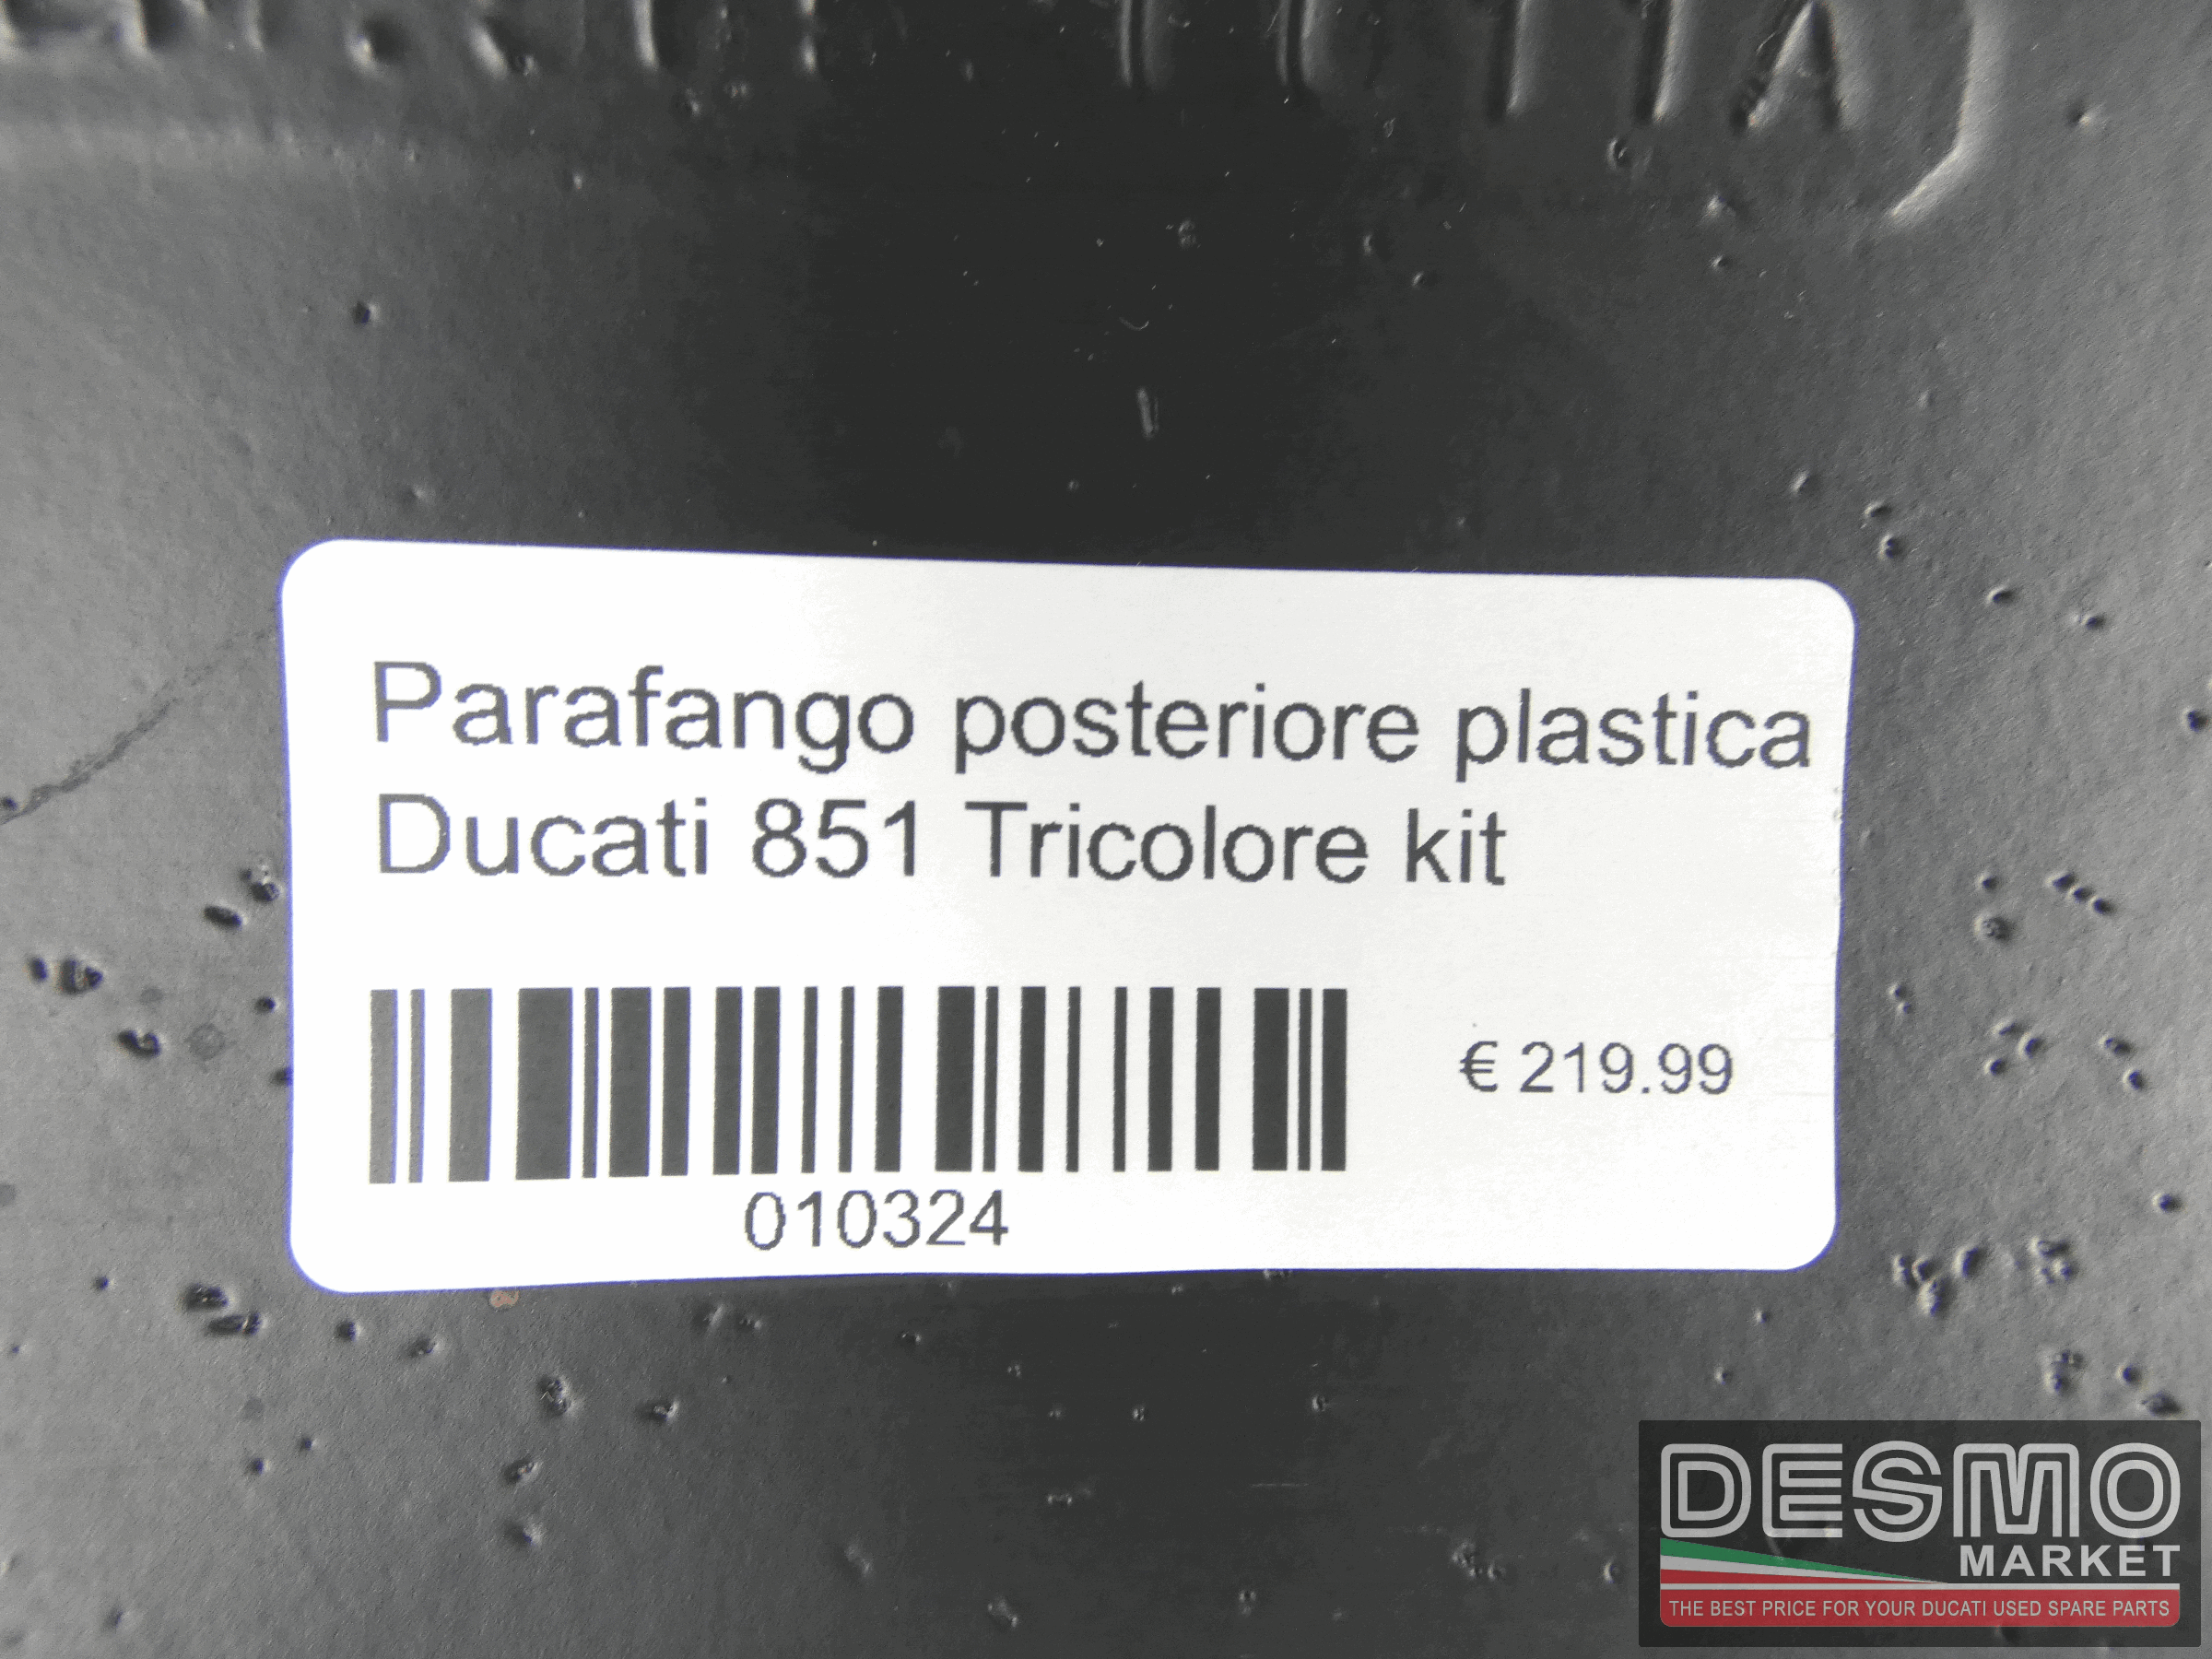 Parafango posteriore plastica
Ducati 851 Tricolore kit
€ 219.99
010324
DESMO
MARKET
THE BEST PRICE FOR YOUR DUCATI USED SPARE PARTS